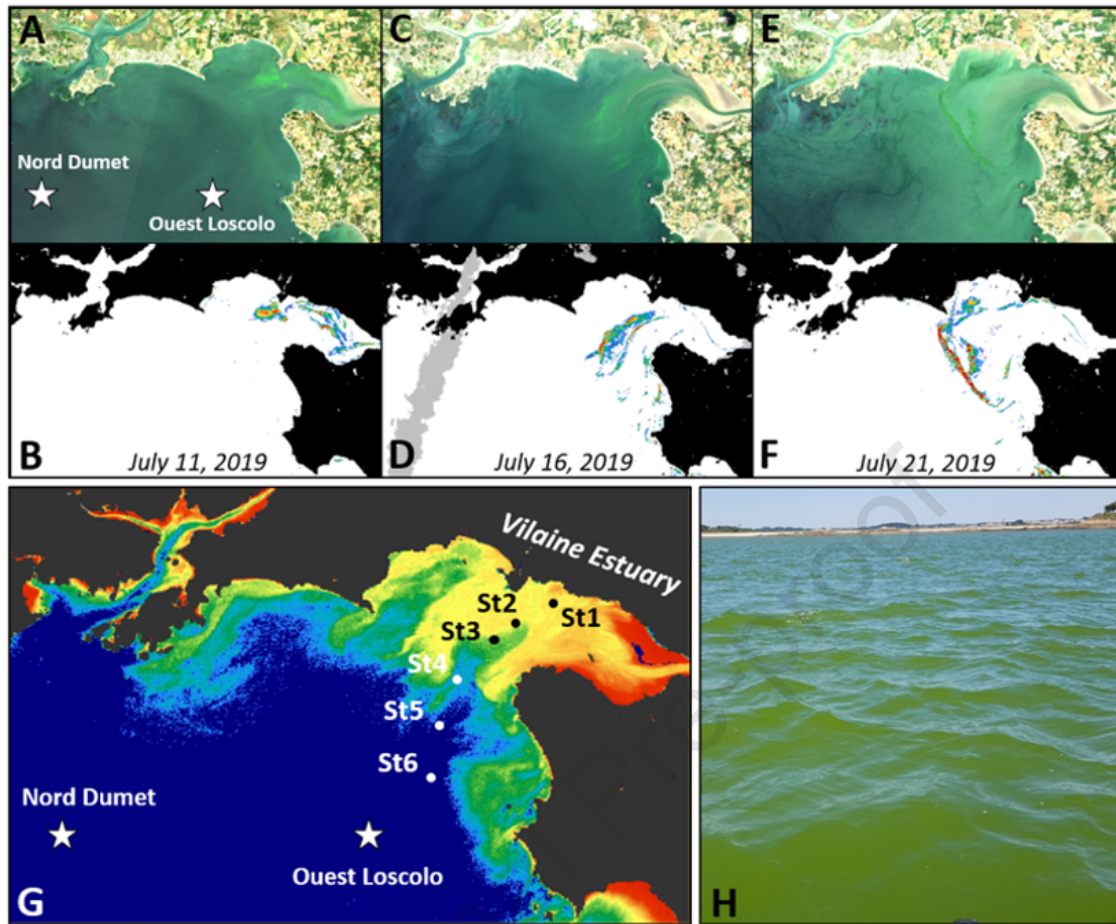 A
C
E
Nord Dumet
Ouest Loscolo
B
July 11, 2019
D
July 16, 2019
F
July 21, 2019
Vilaine Estuary
St1
St2
St3
St4
St5
St6
Nord Dumet
Ouest Loscolo
G
H